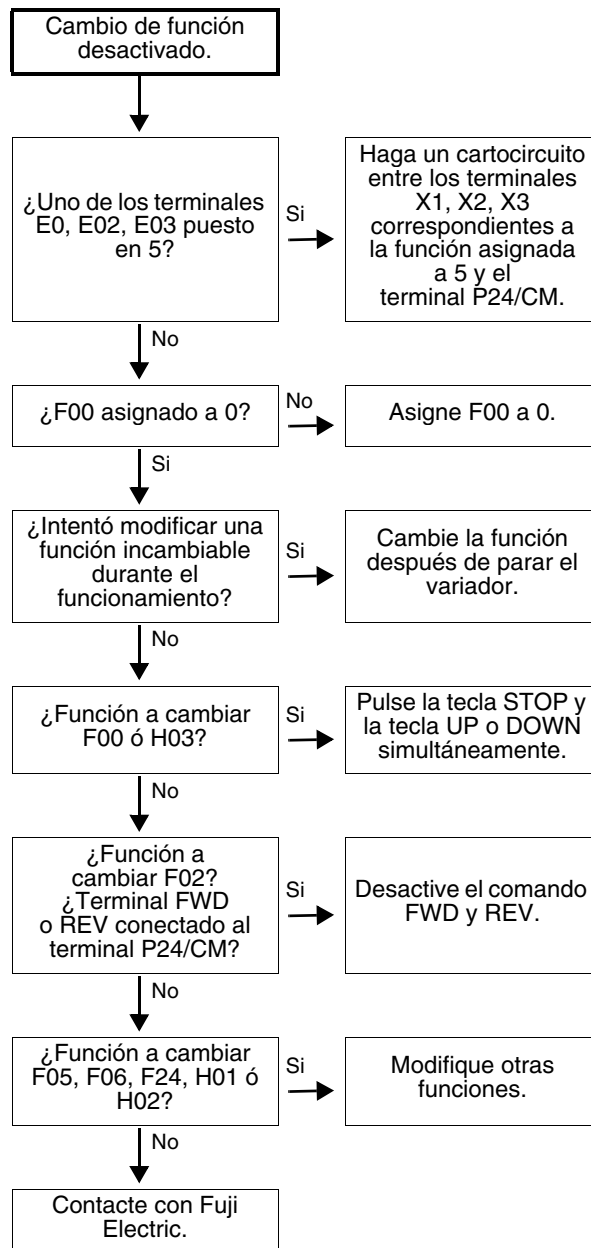 Cambio de función
desactivado.
¿Uno de los terminales
E0, E02, E03 puesto
en 5?
Si
Haga un cartocircuito
entre los terminales
X1, X2, X3
correspondientes a
la función asignada
a 5 y el
terminal P24/CM.
No
¿F00 asignado a 0?
No
Asigne F00 a 0.
Si
¿Intentó modificar una
función incambiable
durante el
funcionamiento?
Si
Cambie la función
después de parar el
variador.
No
¿Función a cambiar
F00 ó H03?
Si
Pulse la tecla STOP y
la tecla UP o DOWN
simultáneamente.
No
¿Función a
cambiar F02?
¿Terminal FWD
o REV conectado al
terminal P24/CM?
Si
Desactive el comando
FWD y REV.
No
¿Función a cambiar
F05, F06, F24, H01 ó
H02?
Si
Modifique otras
funciones.
No
Contacte con Fuji
Electric.